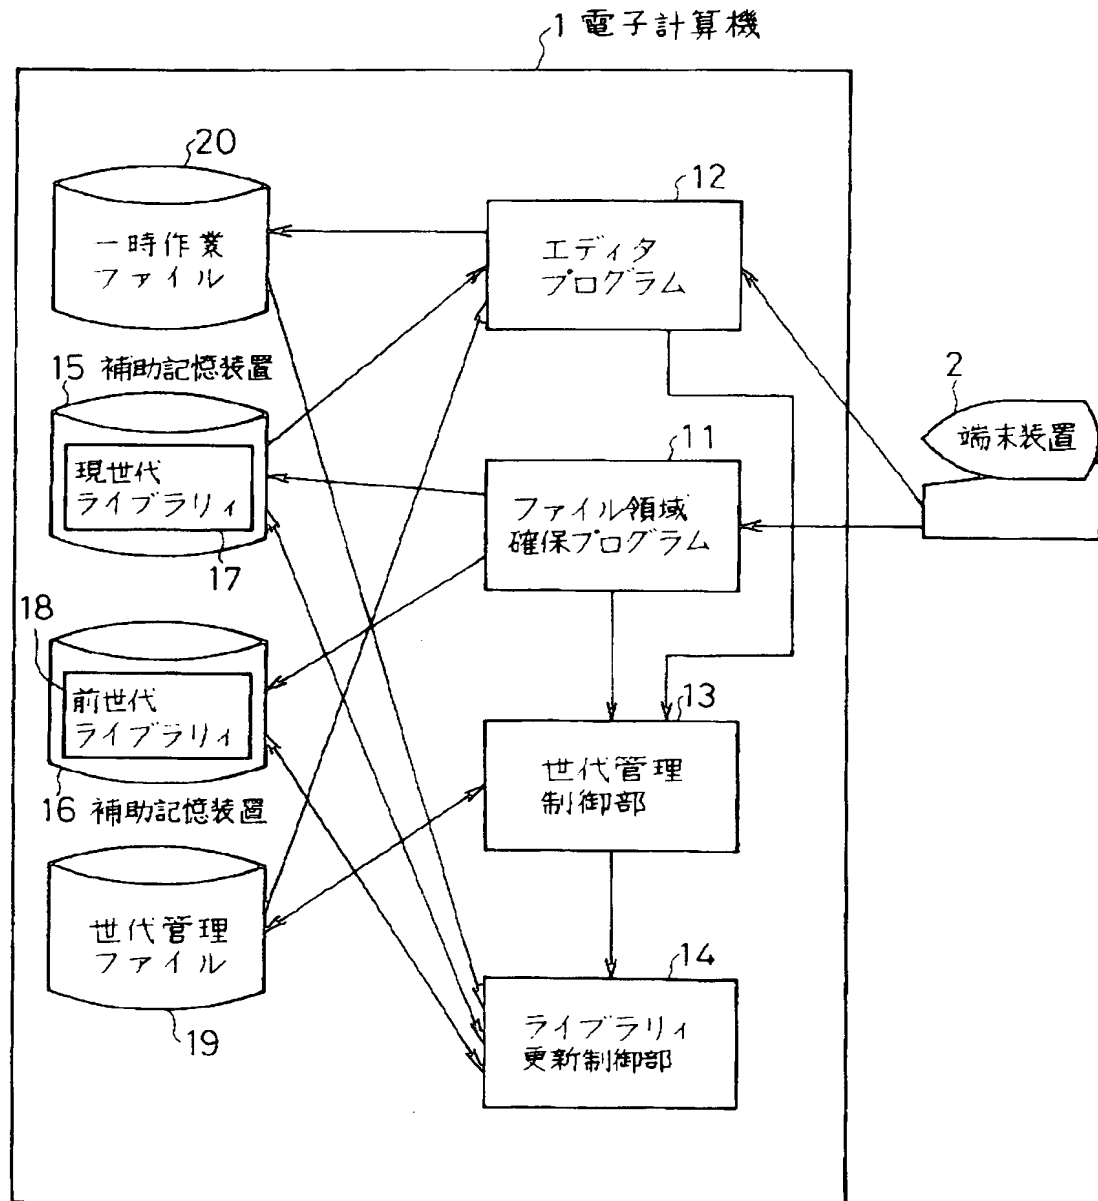 1 電子計算機
20
一時作業
ファイル
12
エディタ
プログラム
15 補助記憶装置
現世代
ライブラリィ
17
11
ファイル領域
確保プログラム
2
端末装置
18
前世代
ライブラリィ
16 補助記憶装置
13
世代管理
制御部
世代管理
ファイル
19
14
ライブラリィ
更新制御部